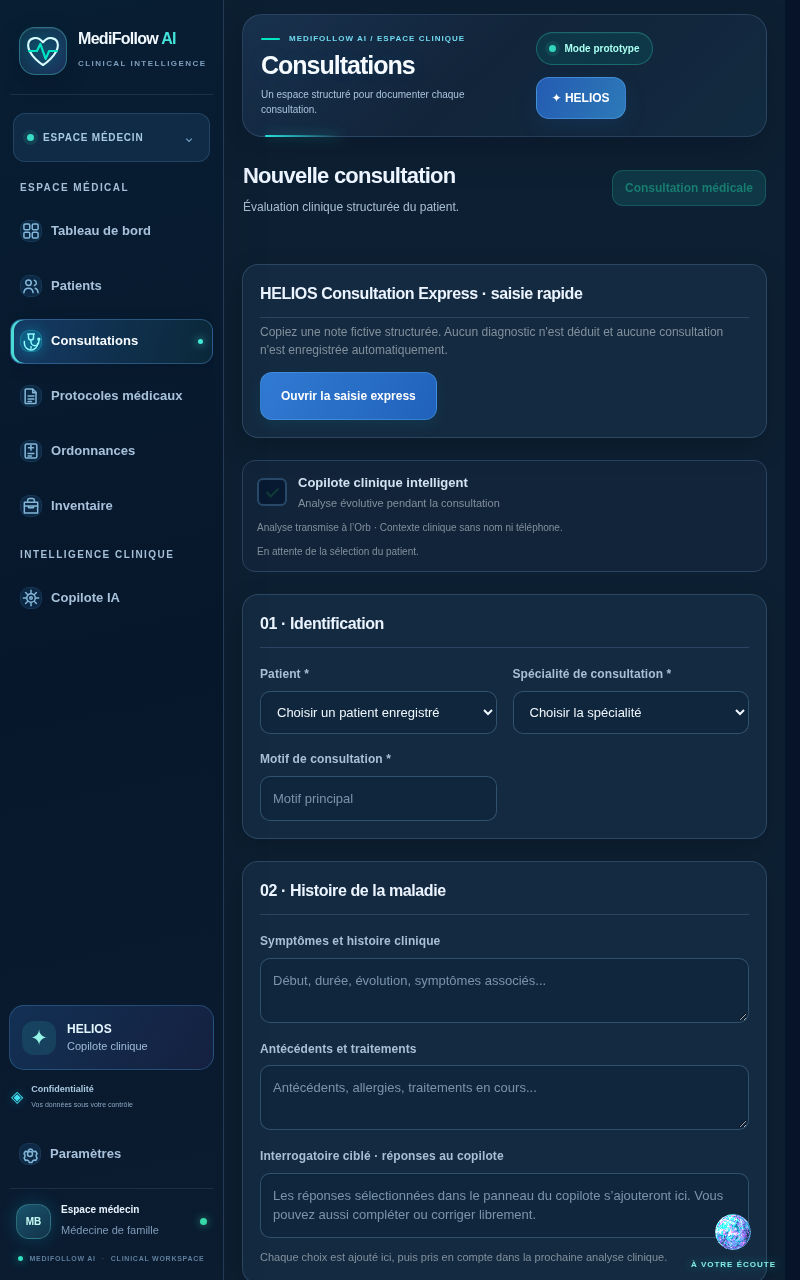 MediFollow AI
CLINICAL INTELLIGENCE
ESPACE MÉDECIN
ESPACE MÉDICAL
Tableau de bord
Patients
Consultations
Protocoles médicaux
Ordonnances
Inventaire
INTELLIGENCE CLINIQUE
Copilote IA
HELIOS
Copilote clinique
Confidentialité
Vos données sous votre contrôle
Paramètres
MB
Espace médecin
Médecine de famille
MEDIFOLLOW AI · CLINICAL WORKSPACE
MEDIFOLLOW AI / ESPACE CLINIQUE
Consultations
Un espace structuré pour documenter chaque
consultation.
Mode prototype
✦ HELIOS
Nouvelle consultation
Évaluation clinique structurée du patient.
Consultation médicale
HELIOS Consultation Express · saisie rapide
Copiez une note fictive structurée. Aucun diagnostic n'est déduit et aucune consultation
n'est enregistrée automatiquement.
Ouvrir la saisie express
Copilote clinique intelligent
Analyse évolutive pendant la consultation
Analyse transmise à l'Orb · Contexte clinique sans nom ni téléphone.
En attente de la sélection du patient.
01 · Identification
Patient *
Spécialité de consultation *
Choisir un patient enregistré
Choisir la spécialité
Motif de consultation *
Motif principal
02 · Histoire de la maladie
Symptômes et histoire clinique
Début, durée, évolution, symptômes associés...
Antécédents et traitements
Antécédents, allergies, traitements en cours...
Interrogatoire ciblé · réponses au copilote
Les réponses sélectionnées dans le panneau du copilote s'ajouteront ici. Vous
pouvez aussi compléter ou corriger librement.
Chaque choix est ajouté ici, puis pris en compte dans la prochaine analyse clinique.
À VOTRE ÉCOUTE